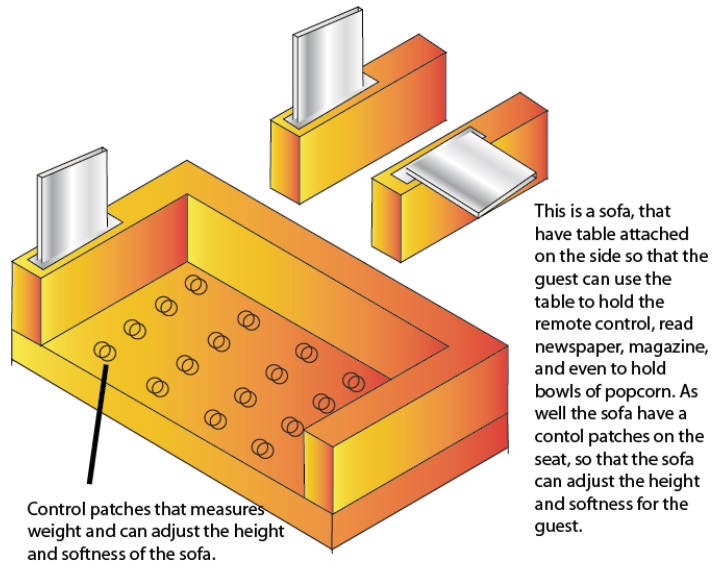 This is a sofa, that
have table attached
on the side so that the
guest can use the
table to hold the
remote control, read
newspaper, magazine,
and even to hold
bowls of popcorn. As
well the sofa have a
contol patches on the
seat, so that the sofa
can adjust the height
and softness for the
guest.
Control patches that measures
weight and can adjust the height
and softness of the sofa.